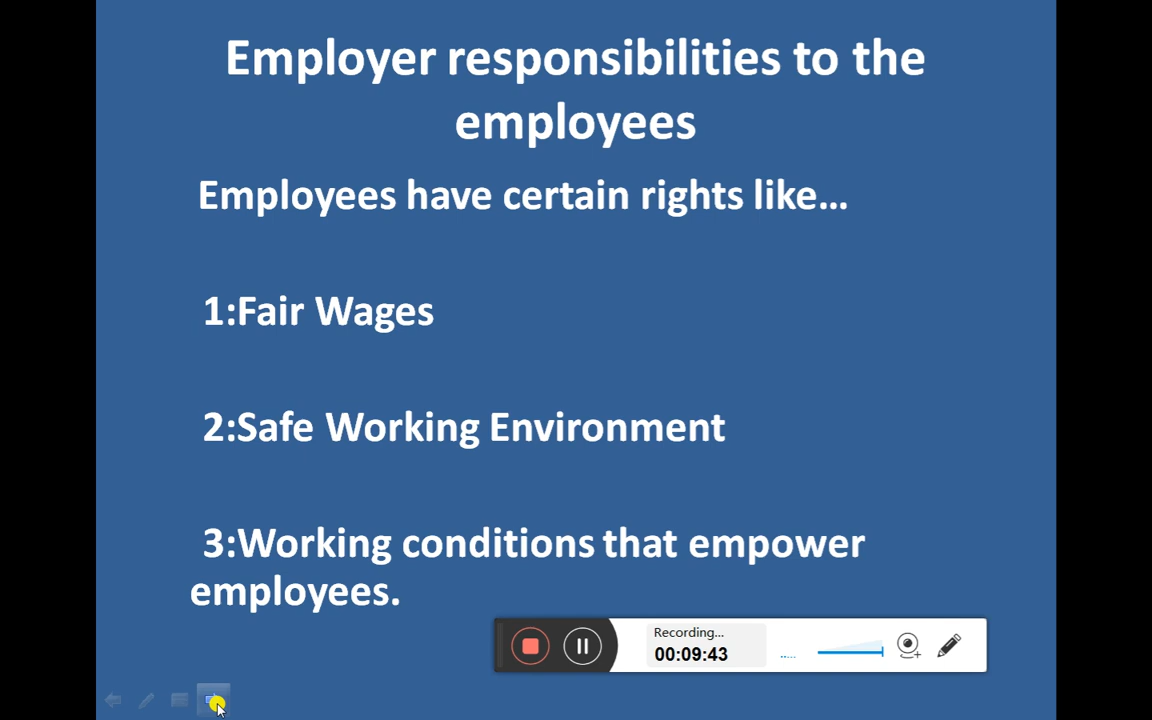 Employer responsibilities to the
employees
Employees have certain rights like...
1:Fair Wages
2:Safe Working Environment
3:Working conditions that empower
employees.
Recording...
00:09:43